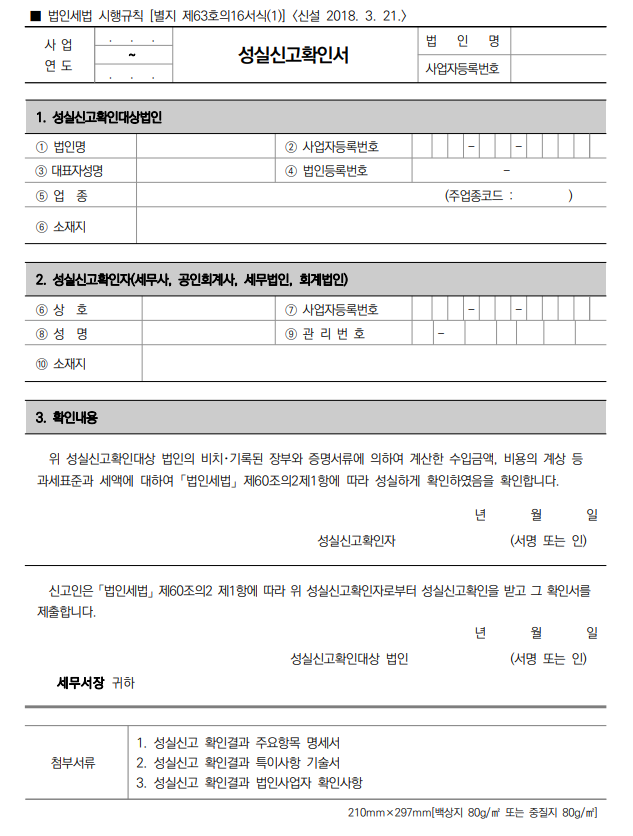 ■ 법인세법 시행규칙 [별지 제63호의16서식(1)] 〈신설 2018. 3. 21.〉
사 업
연 도
. . .
~
. . .
성실신고확인서
법 인 명
사업자등록번호
1. 성실신고확인대상법인
① 법인명
② 사업자등록번호
- -
③ 대표자성명
④ 법인등록번호
-
⑤ 업 종
(주업종코드 : )
⑥ 소재지
2. 성실신고확인자(세무사, 공인회계사, 세무법인, 회계법인)
⑥ 상 호
⑦ 사업자등록번호
- -
⑧ 성 명
⑨ 관 리 번 호
-
⑩ 소재지
3. 확인내용
위 성실신고확인대상 법인의 비치·기록된 장부와 증명서류에 의하여 계산한 수입금액, 비용의 계상 등
과세표준과 세액에 대하여 「법인세법」 제60조의2제1항에 따라 성실하게 확인하였음을 확인합니다.
년 월 일
성실신고확인자 (서명 또는 인)
신고인은 「법인세법」 제60조의2 제1항에 따라 위 성실신고확인자로부터 성실신고확인을 받고 그 확인서를
제출합니다.
년 월 일
성실신고확인대상 법인 (서명 또는 인)
세무서장 귀하
첨부서류
1. 성실신고 확인결과 주요항목 명세서
2. 성실신고 확인결과 특이사항 기술서
3. 성실신고 확인결과 법인사업자 확인사항
210mm×297mm[백상지 80g/㎡ 또는 중질지 80g/㎡]